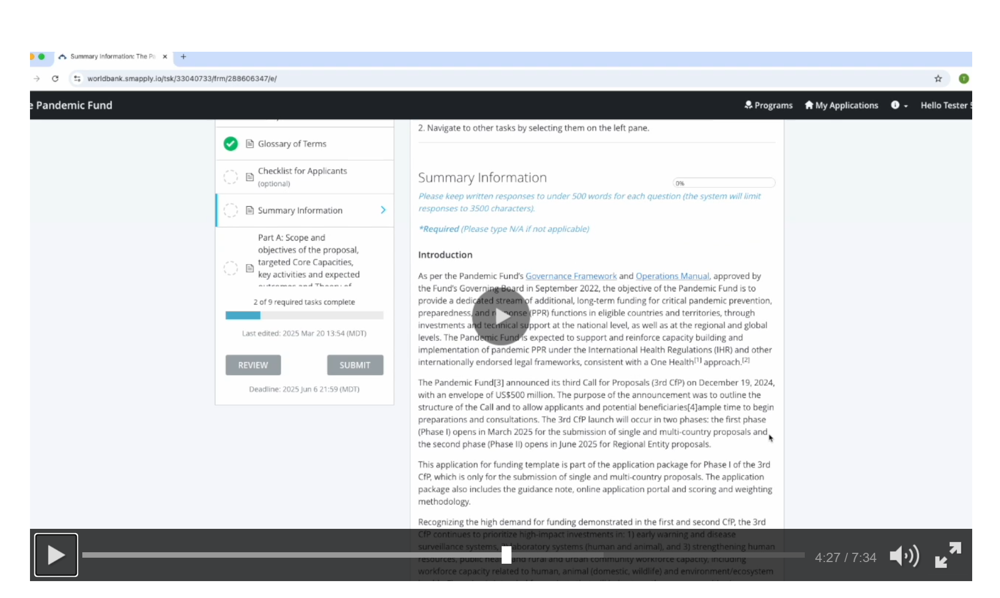 Summary Information: The Pa
worldbank.smapply.io/tsk/33040733/frm/288606347/e/
T
e Pandemic Fund
Programs
My Applications
Hello Tester 5
Glossary of Terms
Checklist for Applicants
(optional)
Summary Information
Part A: Scope and
objectives of the proposal,
targeted Core Capacities,
key activities and expected
outcomes and Theory of
2 of 9 required tasks complete
Last edited: 2025 Mar 20 13:54 (MDT)
REVIEW
SUBMIT
Deadline: 2025 Jun 6 21:59 (MDT)
2. Navigate to other tasks by selecting them on the left pane.
Summary Information
0%
Please keep written responses to under 500 words for each question (the system will limit
responses to 3500 characters).
*Required (Please type N/A if not applicable)
Introduction
As per the Pandemic Fund's Governance Framework and Operations Manual, approved by
the Fund's Governing Board in September 2022, the objective of the Pandemic Fund is to
provide a dedicated stream of additional, long-term funding for critical pandemic prevention,
preparedness, and response (PPR) functions in eligible countries and territories, through
investments and technical support at the national level, as well as at the regional and global
levels. The Pandemic Fund is expected to support and reinforce capacity building and
implementation of pandemic PPR under the International Health Regulations (IHR) and other
internationally endorsed legal frameworks, consistent with a One Health[1] approach.[2]
The Pandemic Fund[3] announced its third Call for Proposals (3rd CfP) on December 19, 2024,
with an envelope of US$500 million. The purpose of the announcement was to outline the
structure of the Call and to allow applicants and potential beneficiaries[4]ample time to begin
preparations and consultations. The 3rd CfP launch will occur in two phases: the first phase
(Phase I) opens in March 2025 for the submission of single and multi-country proposals and
the second phase (Phase II) opens in June 2025 for Regional Entity proposals.
This application for funding template is part of the application package for Phase I of the 3rd
CfP, which is only for the submission of single and multi-country proposals. The application
package also includes the guidance note, online application portal and scoring and weighting
methodology.
Recognizing the high demand for funding demonstrated in the first and second CfP, the 3rd
CfP continues to prioritize high-impact investments in: 1) early warning and disease
surveillance systems, 2) laboratory systems (human and animal), and 3) strengthening human
resources, public health and rural and urban community workforce capacity, including
workforce capacity related to human, animal (domestic, wildlife) and environment/ecosystem
4:27 / 7:34